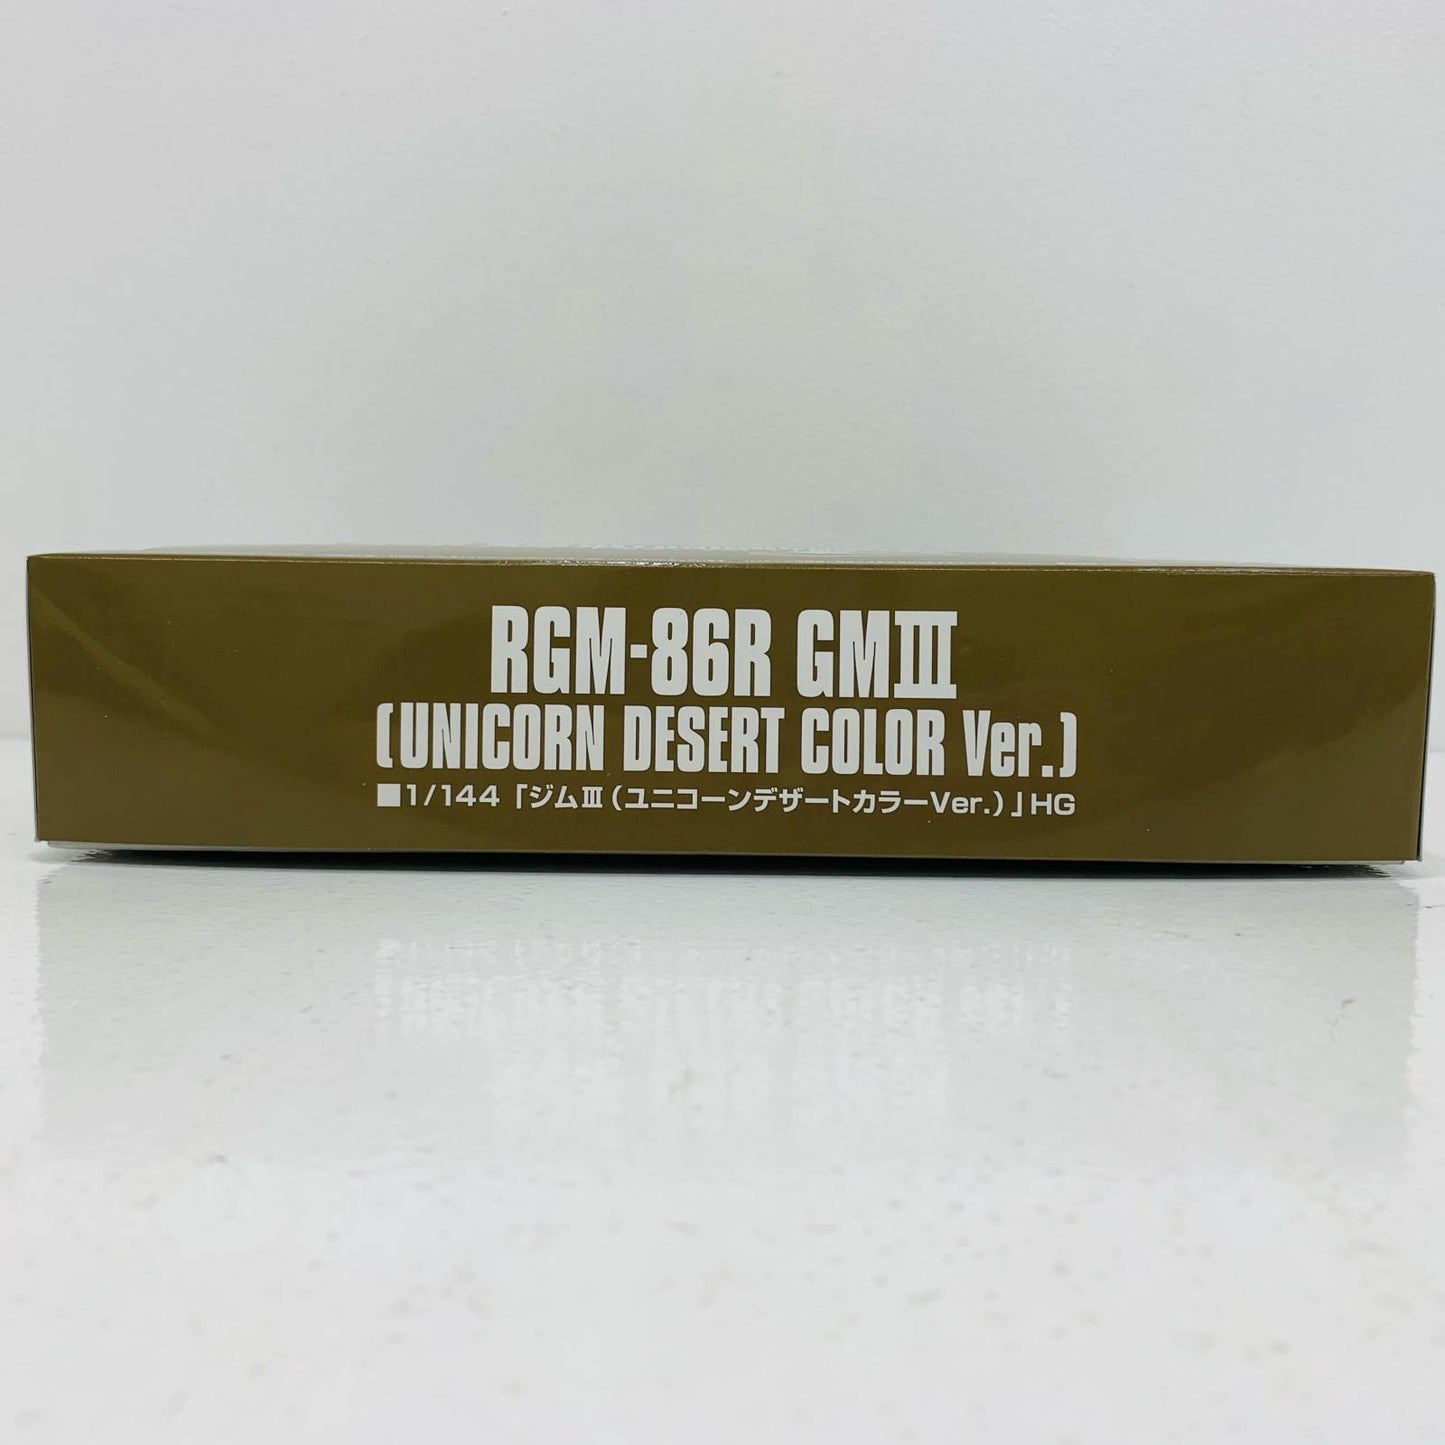 RGM-86R GMⅢ
(UNICORN DESERT COLOR Ver.)
■1/144「ジムⅢ(ユニコーンデザートカラーVer.)」HG